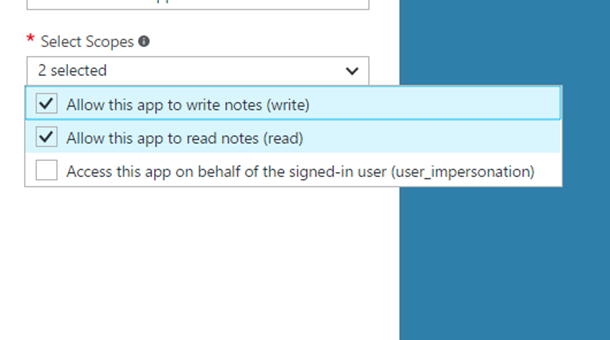 * Select Scopes
2 selected
Allow this app to write notes (write)
Allow this app to read notes (read)
Access this app on behalf of the signed-in user (user_impersonation)